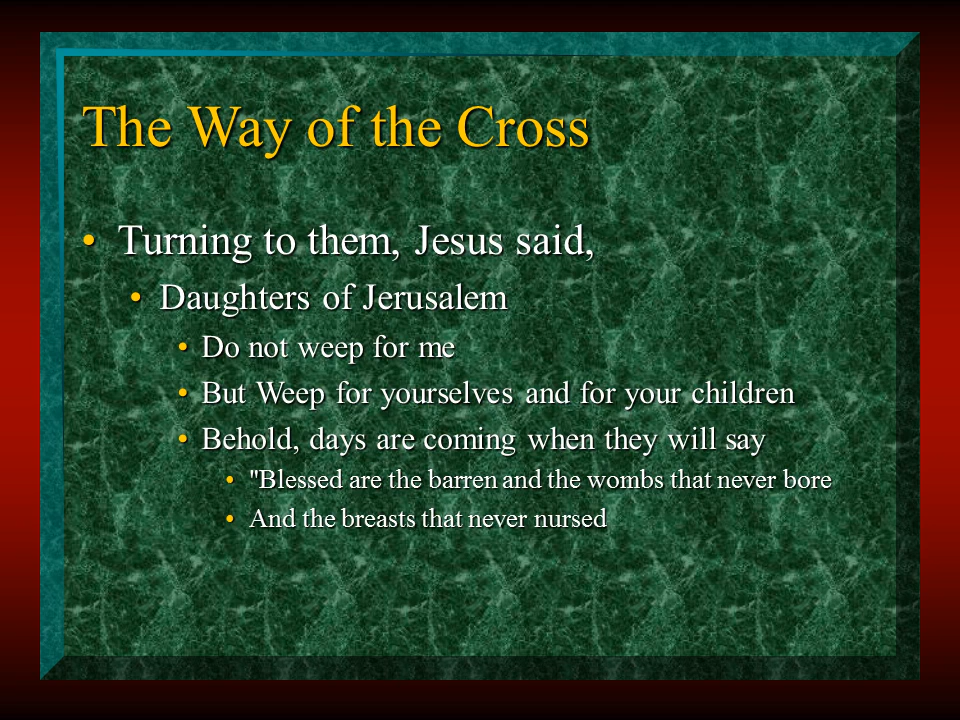 The Way of the Cross
• Turning to them, Jesus said,
• Daughters of Jerusalem
• Do not weep for me
• But Weep for yourselves and for your children
• Behold, days are coming when they will say
• "Blessed are the barren and the wombs that never bore
• And the breasts that never nursed